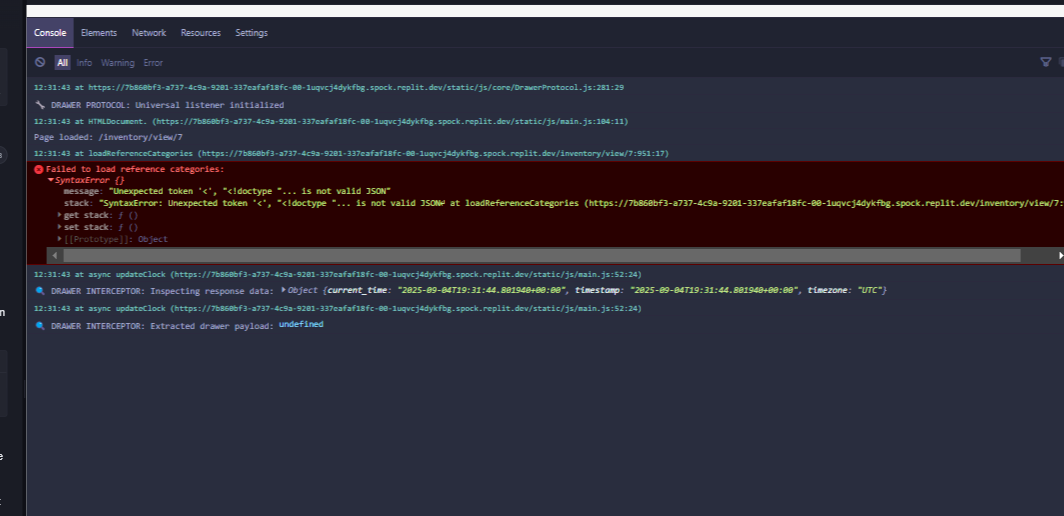 Console Elements Network Resources Settings
All Info Warning Error
12:31:43 at https://7b860bf3-a737-4c9a-9201-337eafaf18fc-00-1uqvcj4dykfbg.spock.replit.dev/static/js/core/DrawerProtocol.js:281:29
DRAWER PROTOCOL: Universal listener initialized
12:31:43 at HTMLDocument. (https://7b860bf3-a737-4c9a-9201-337eafaf18fc-00-1uqvcj4dykfbg.spock.replit.dev/static/js/main.js:104:11)
Page loaded: /inventory/view/7
12:31:43 at loadReferenceCategories (https://7b860bf3-a737-4c9a-9201-337eafaf18fc-00-1uqvcj4dykfbg.spock.replit.dev/inventory/view/7:951:17)
Failed to load reference categories:
SyntaxError {}
message: "Unexpected token '<', "<!doctype "... is not valid JSON"
stack: "SyntaxError: Unexpected token '<', "<!doctype "... is not valid JSON↵ at loadReferenceCategories (https://7b860bf3-a737-4c9a-9201-337eafaf18fc-00-1uqvcj4dykfbg.spock.replit.dev/inventory/view/7:
get stack: ƒ ()
set stack: ƒ ()
[[Prototype]]: Object
12:31:43 at async updateClock (https://7b860bf3-a737-4c9a-9201-337eafaf18fc-00-1uqvcj4dykfbg.spock.replit.dev/static/js/main.js:52:24)
DRAWER INTERCEPTOR: Inspecting response data: Object {current_time: "2025-09-04T19:31:44.801940+00:00", timestamp: "2025-09-04T19:31:44.801940+00:00", timezone: "UTC"}
12:31:43 at async updateClock (https://7b860bf3-a737-4c9a-9201-337eafaf18fc-00-1uqvcj4dykfbg.spock.replit.dev/static/js/main.js:52:24)
DRAWER INTERCEPTOR: Extracted drawer payload: undefined